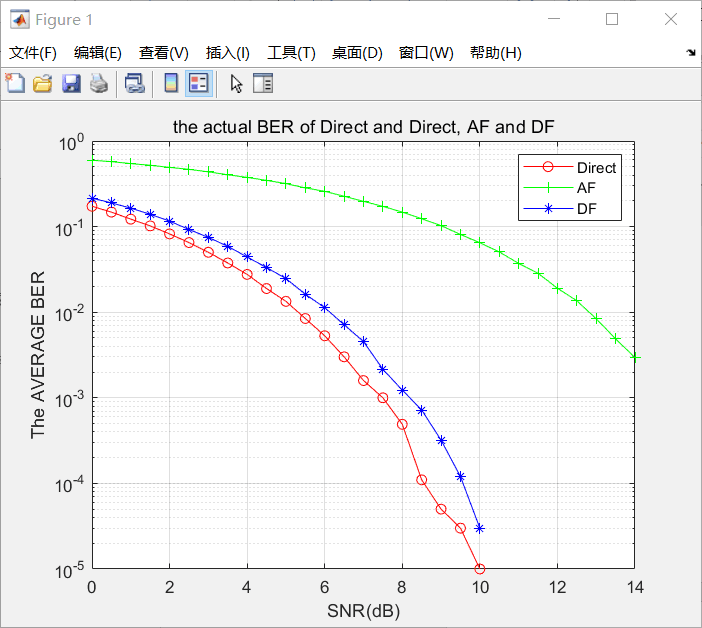 Figure 1
文件(F) 编辑(E) 查看(V) 插入(I) 工具(T) 桌面(D) 窗口(W) 帮助(H)
the actual BER of Direct and Direct, AF and DF
10^0
10^-1
10^-2
10^-3
10^-4
10^-5
The AVERAGE BER
Direct
AF
DF
0 2 4 6 8 10 12 14
SNR(dB)